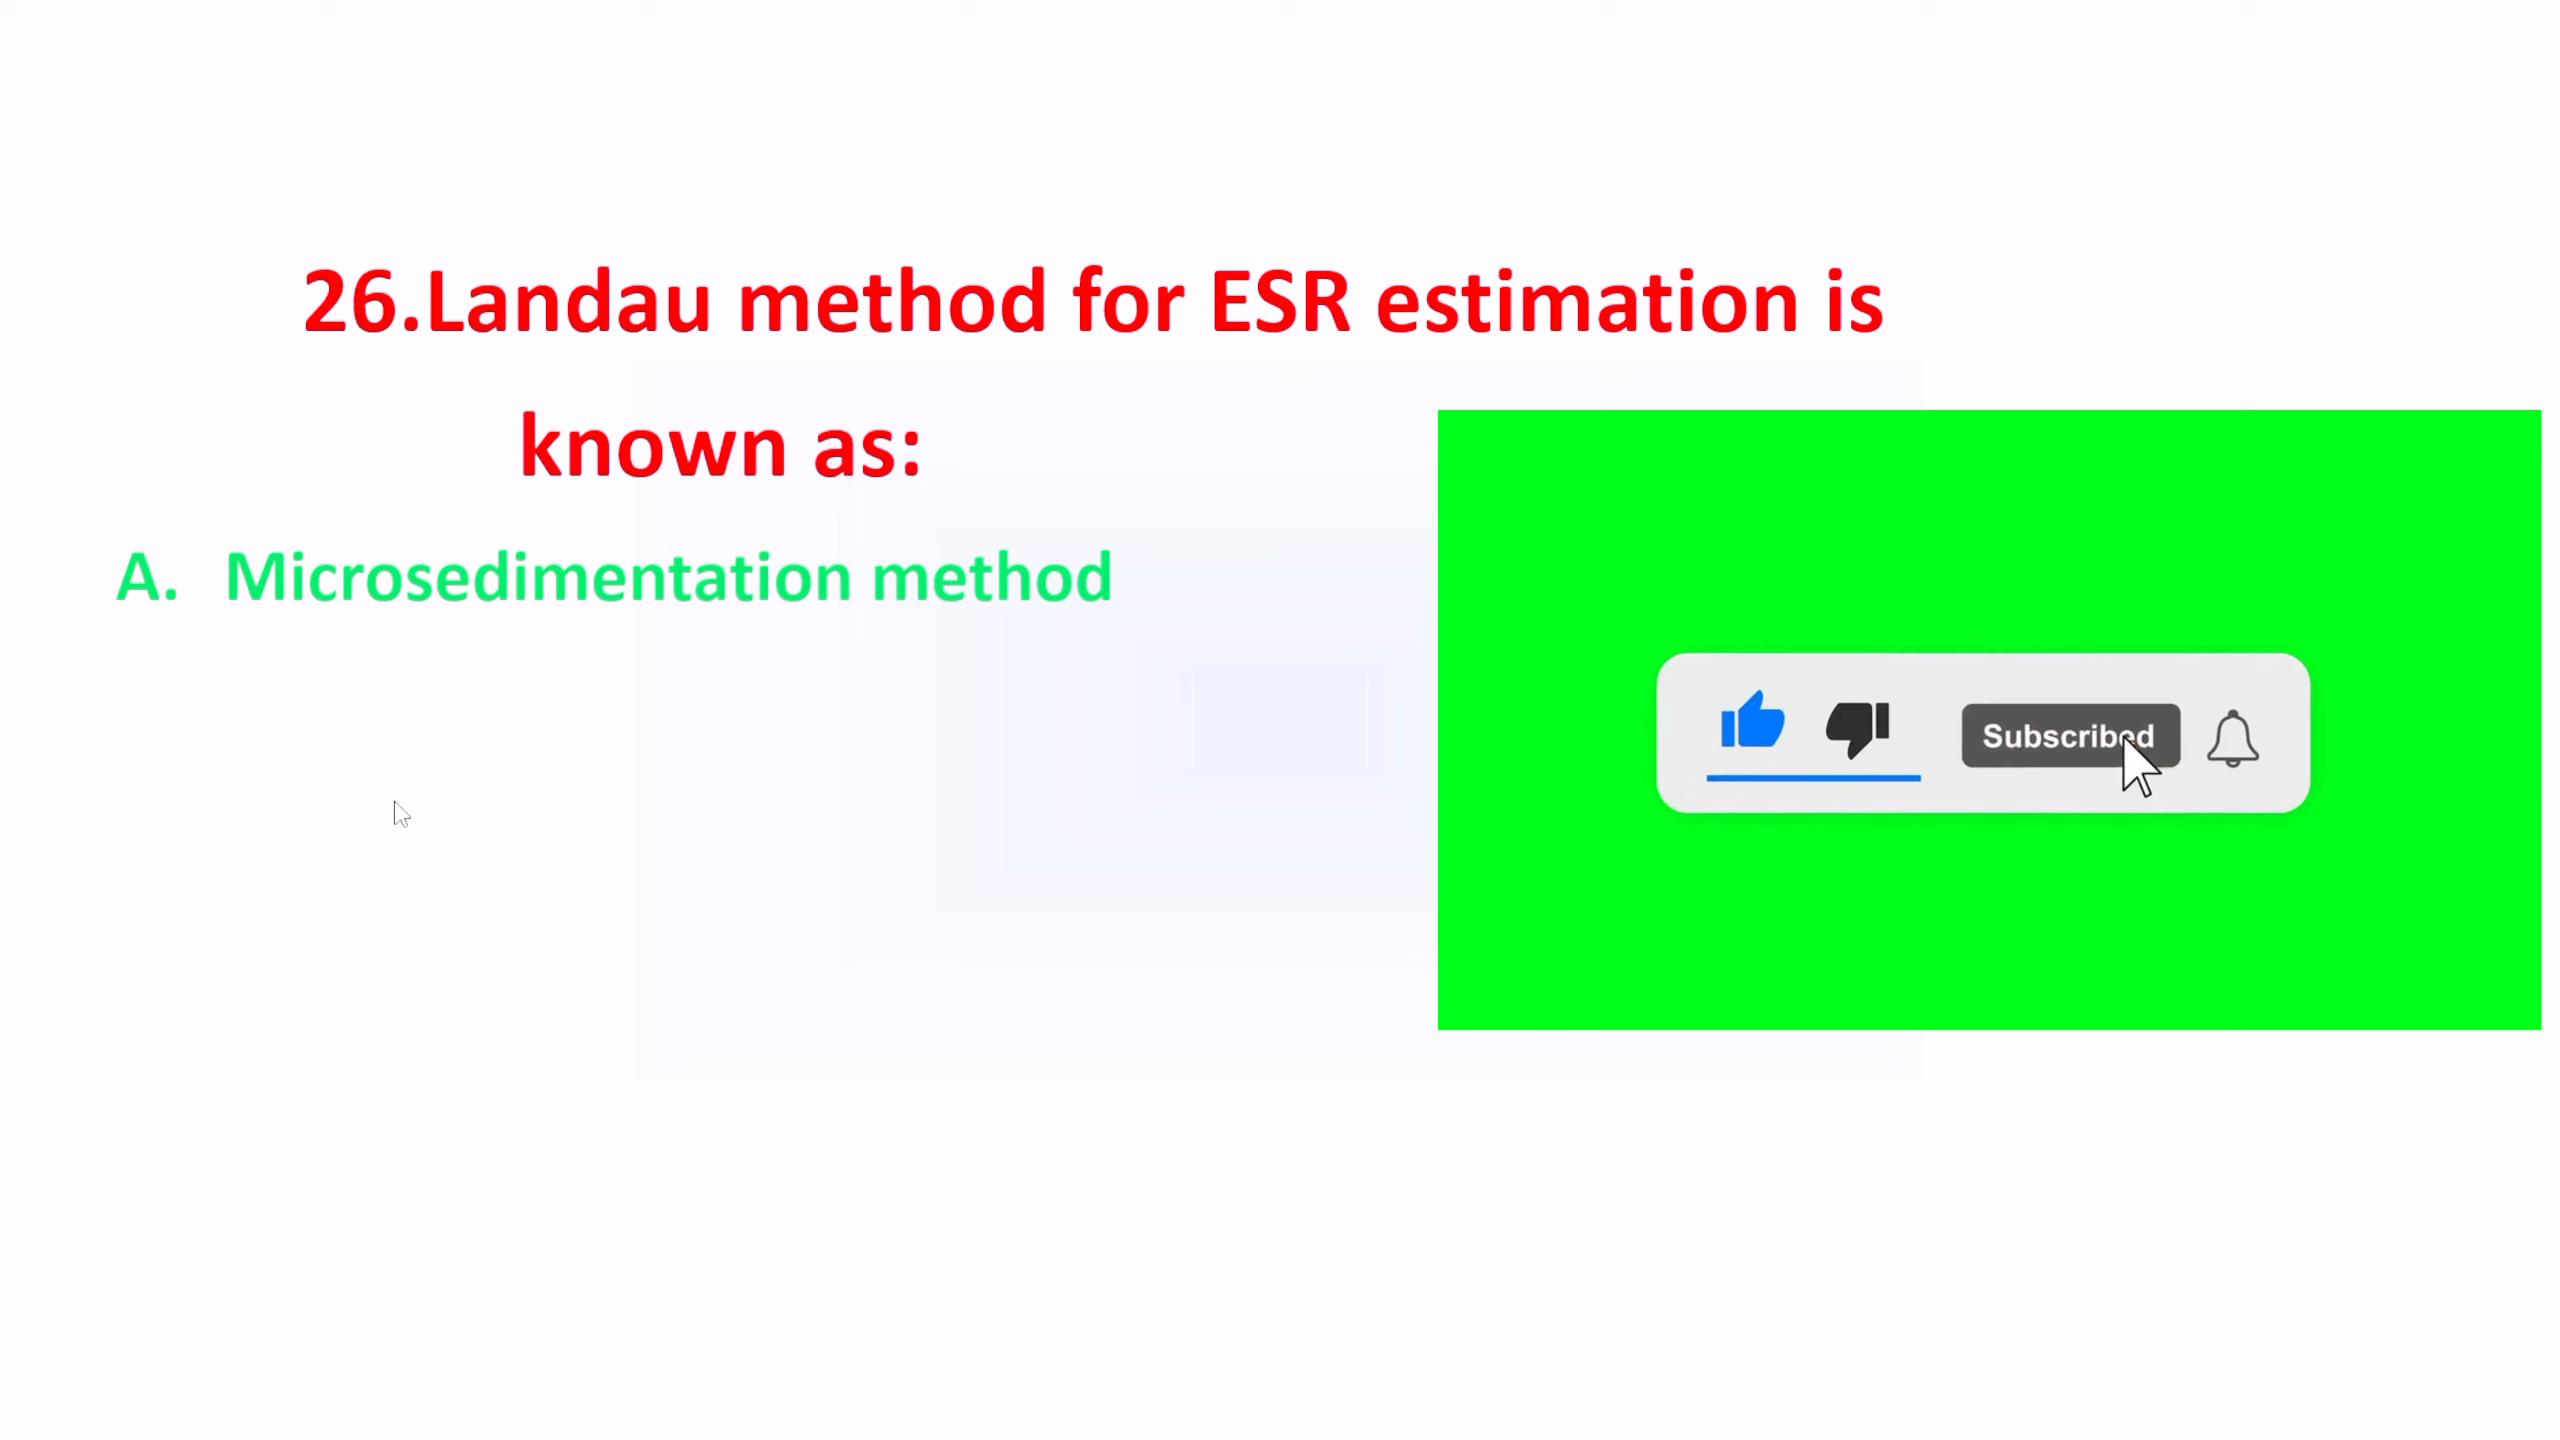 26.Landau method for ESR estimation is
known as:
A. Microsedimentation method
Subscribed